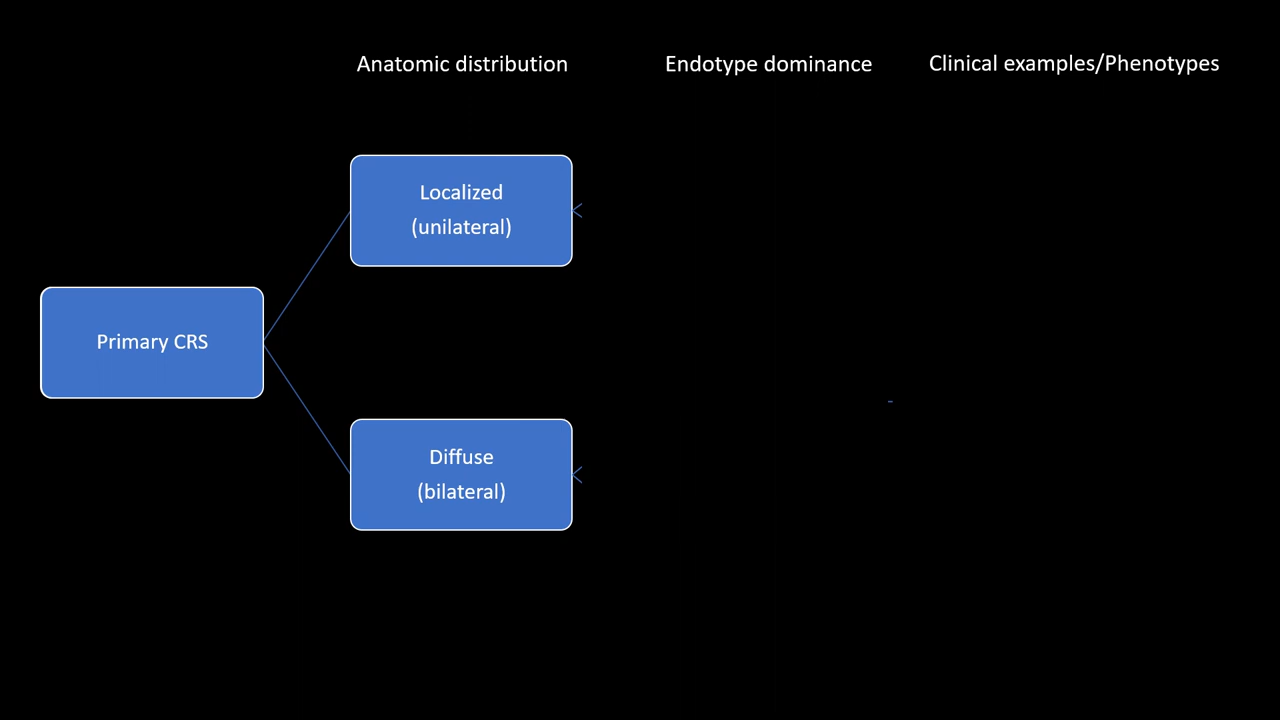 Anatomic distribution
Endotype dominance
Clinical examples/Phenotypes
Localized
(unilateral)
Primary CRS
Diffuse
(bilateral)